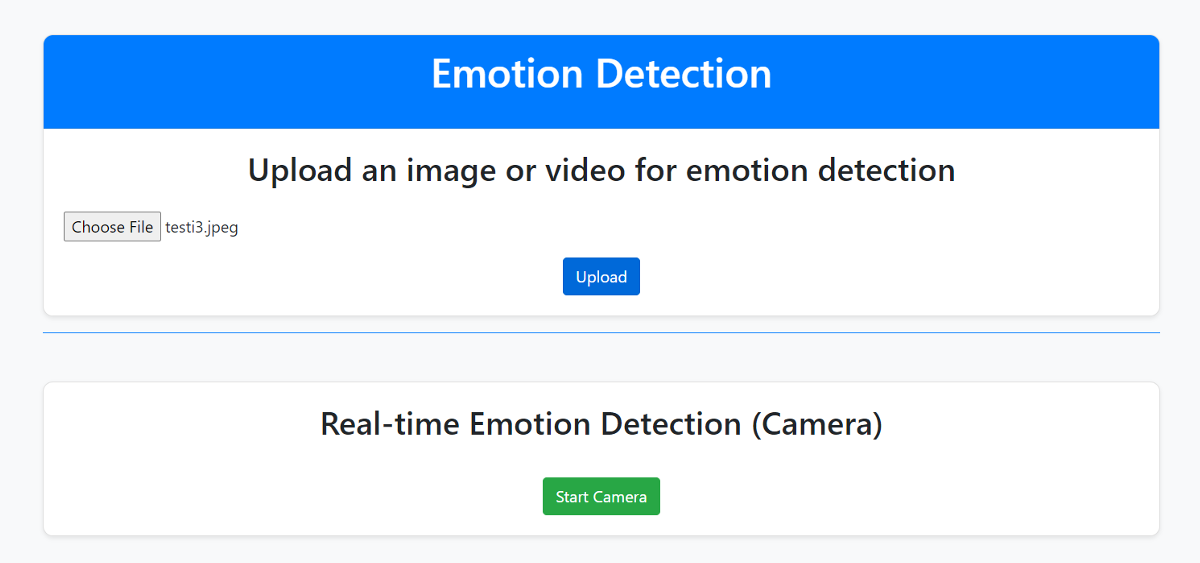 Emotion Detection
Upload an image or video for emotion detection
Choose File testi3.jpeg
Upload
Real-time Emotion Detection (Camera)
Start Camera